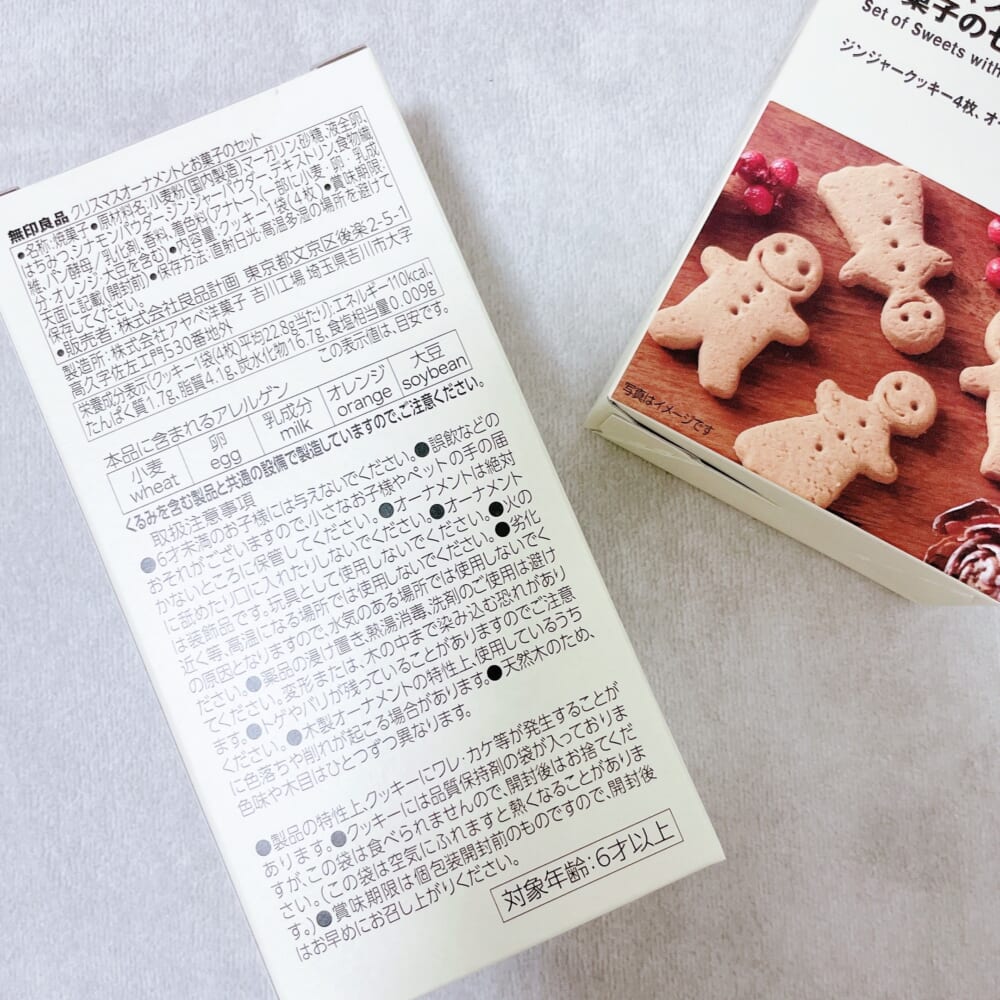 無印良品 クリスマスオーナメントとお菓子のセット
●名称:焼菓子●原材料名:小麦粉(国内製造)、マーガリン、砂糖、液全卵、
はちみつ、シナモンパウダー、ジンジャーパウダー、デキストリン、食物繊
維、パン酵母/乳化剤、香料、着色料(アナトー)、(一部に小麦・卵・乳成
分・オレンジ・大豆を含む)●内容量:クッキー1袋(4枚)●賞味期限:
天面に記載(開封前)●保存方法:直射日光、高温多湿の場所を避けて
保存してください。
●販売者:株式会社良品計画 東京都文京区後楽2-5-1
製造所:株式会社アヤベ洋菓子 吉川工場 埼玉県吉川市大字
高久字佐左エ門530番地外
栄養成分表示(クッキー1袋(4枚)平均22.8g当たり):エネルギー110kcal、
たんぱく質1.7g、脂質4.1g、炭水化物16.7g、食塩相当量0.009g
この表示値は、目安です。
本品に含まれるアレルゲン
小麦 卵 乳成分 オレンジ 大豆
wheat egg milk orange soybean
くるみを含む製品と共通の設備で製造していますので、ご注意ください。
取扱注意事項
●6才未満のお子様には与えないでください。●誤飲などの
おそれがございますので、小さなお子様やペットの手の届
かないところに保管してください。●オーナメントは絶対
に舐めたり口に入れたりしないでください。●オーナメント
は装飾品です。玩具として使用しないでください。●火の
近く等、高温になる場所では使用しないでください。●劣化
の原因となりますので、水気のある場所では使用しないでく
ださい。●薬品の浸け置き、熱湯消毒、洗剤のご使用は避け
てください。変形または、木の中まで染み込む恐れがあり
ます。●トゲやバリが残っていることがありますのでご注意
ください。●木製オーナメントの特性上、使用しているうち
に色落ちや削れが起こる場合があります。●天然木のため、
色味や木目はひとつずつ異なります。
●製品の特性上、クッキーにワレ・カケ等が発生することが
あります。●クッキーには品質保持剤の袋が入っておりま
すが、この袋は食べられませんので、開封後はお捨てくだ
さい。(この袋は空気にふれますと熱くなることがありま
す。)●賞味期限は個包装開封前のものですので、開封後
はお早めにお召し上がりください。
対象年齢:6才以上
菓子のセ
Set of Sweets with
ジンジャークッキー4枚、オー
写真はイメージです